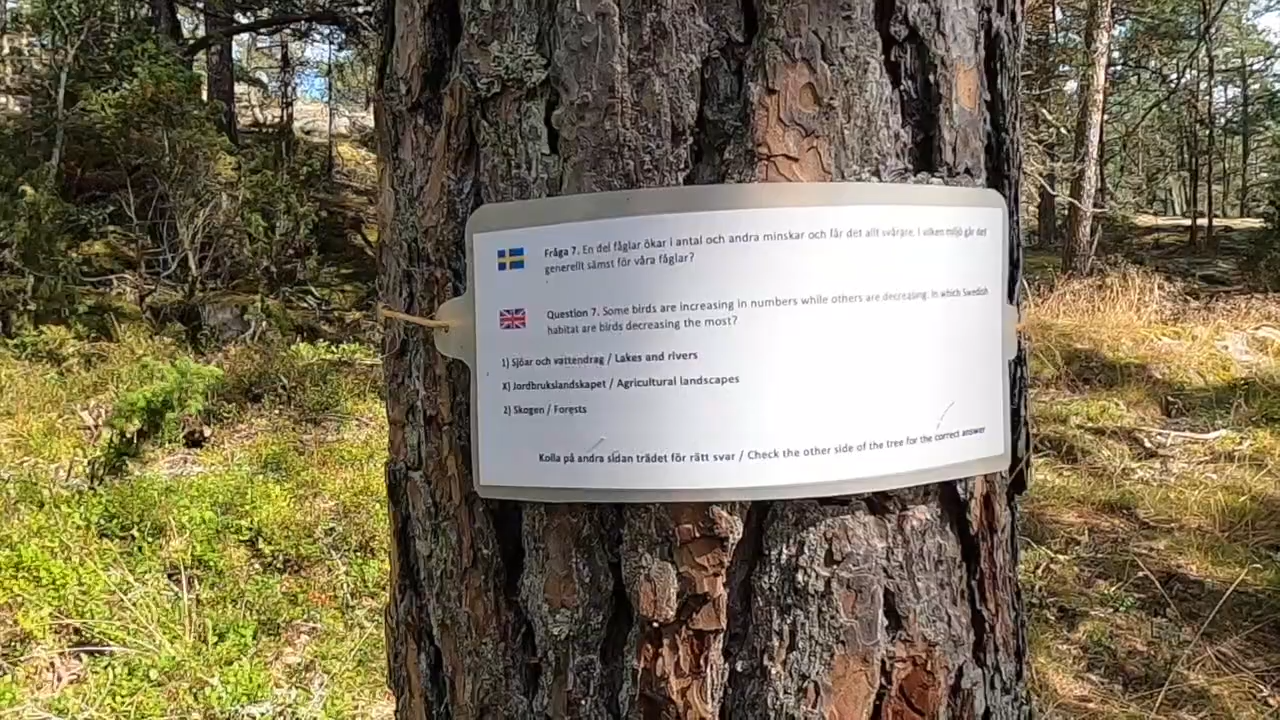 Fråga 7. En del fåglar ökar i antal och andra minskar och får det allt svårare. I vilken miljö går det
generellt sämst för våra fåglar?
Question 7. Some birds are increasing in numbers while others are decreasing. In which Swedish
habitat are birds decreasing the most?
1) Sjöar och vattendrag / Lakes and rivers
X) Jordbrukslandskapet / Agricultural landscapes
2) Skogen / Forests
Kolla på andra sidan trädet för rätt svar / Check the other side of the tree for the correct answer